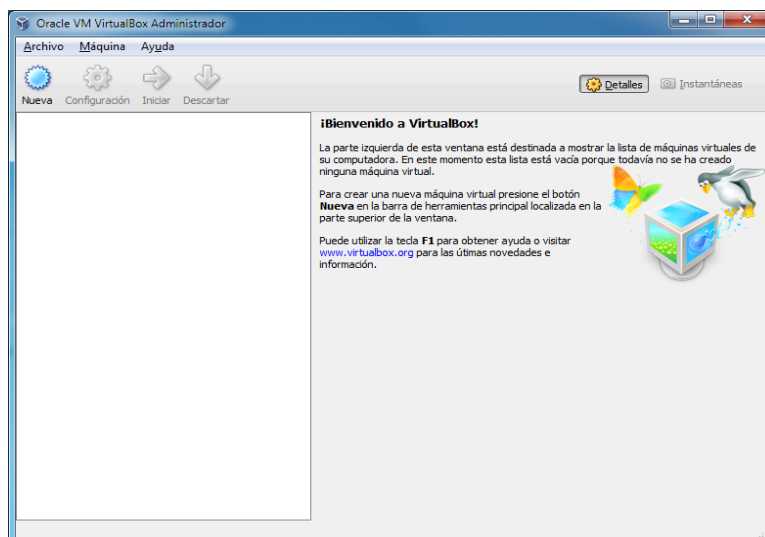 Oracle VM VirtualBox Administrador
Archivo Máquina Ayuda
Nueva Configuración Iniciar Descartar
Detalles Instantáneas
¡Bienvenido a VirtualBox!
La parte izquierda de esta ventana está destinada a mostrar la lista de máquinas virtuales de
su computadora. En este momento esta lista está vacía porque todavía no se ha creado
ninguna máquina virtual.
Para crear una nueva máquina virtual presione el botón
Nueva en la barra de herramientas principal localizada en la
parte superior de la ventana.
Puede utilizar la tecla F1 para obtener ayuda o visitar
www.virtualbox.org para las útimas novedades e
información.